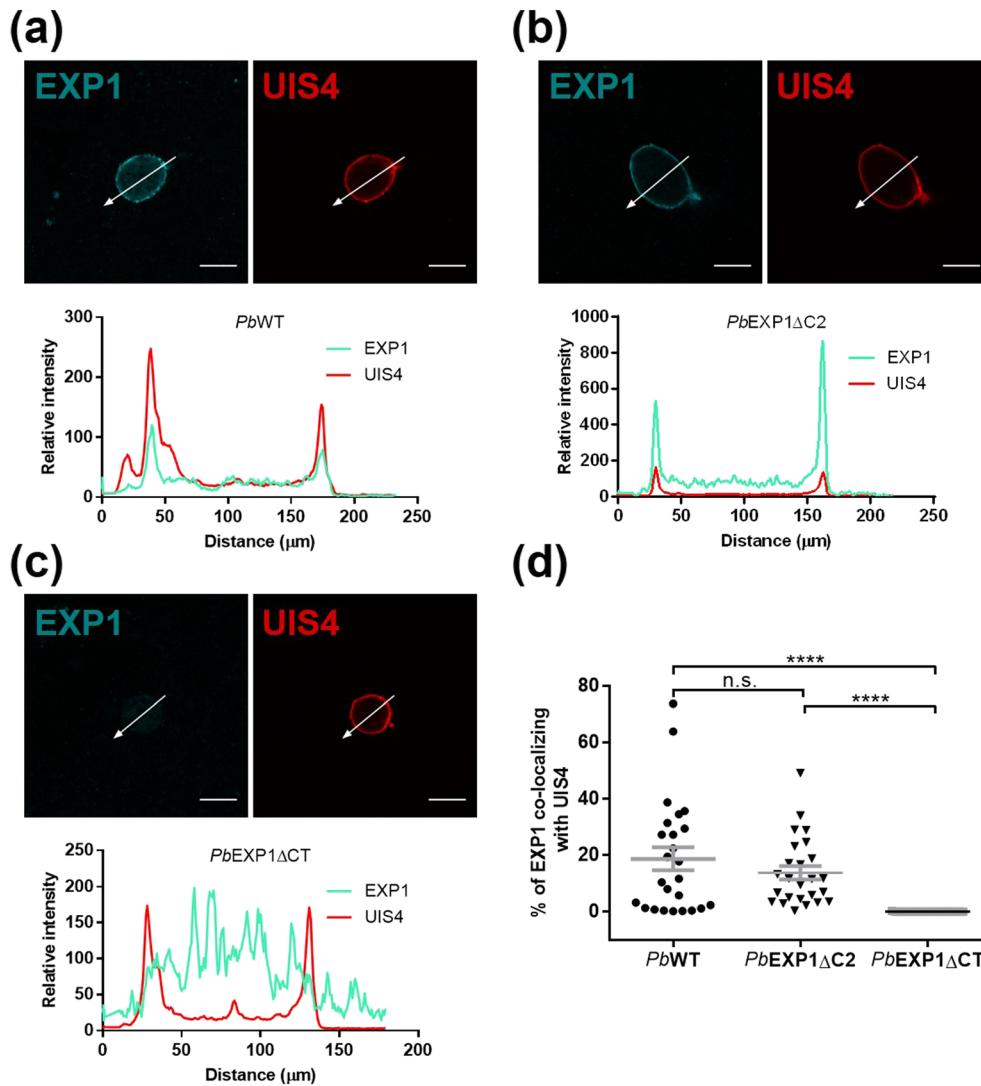 (a)
EXP1 UIS4
PbWT
EXP1
UIS4
Relative intensity
300
200
100
0
0 50 100 150 200 250
Distance (μm)
(b)
EXP1 UIS4
PbEXP1ΔC2
EXP1
UIS4
Relative intensity
1000
800
600
400
200
0
0 50 100 150 200 250
Distance (μm)
(c)
EXP1 UIS4
PbEXP1ΔCT
EXP1
UIS4
Relative intensity
250
200
150
100
50
0
0 50 100 150 200
Distance (μm)
(d)
****
n.s.
****
% of EXP1 co-localizing
with UIS4
80
60
40
20
0
PbWT PbEXP1ΔC2 PbEXP1ΔCT